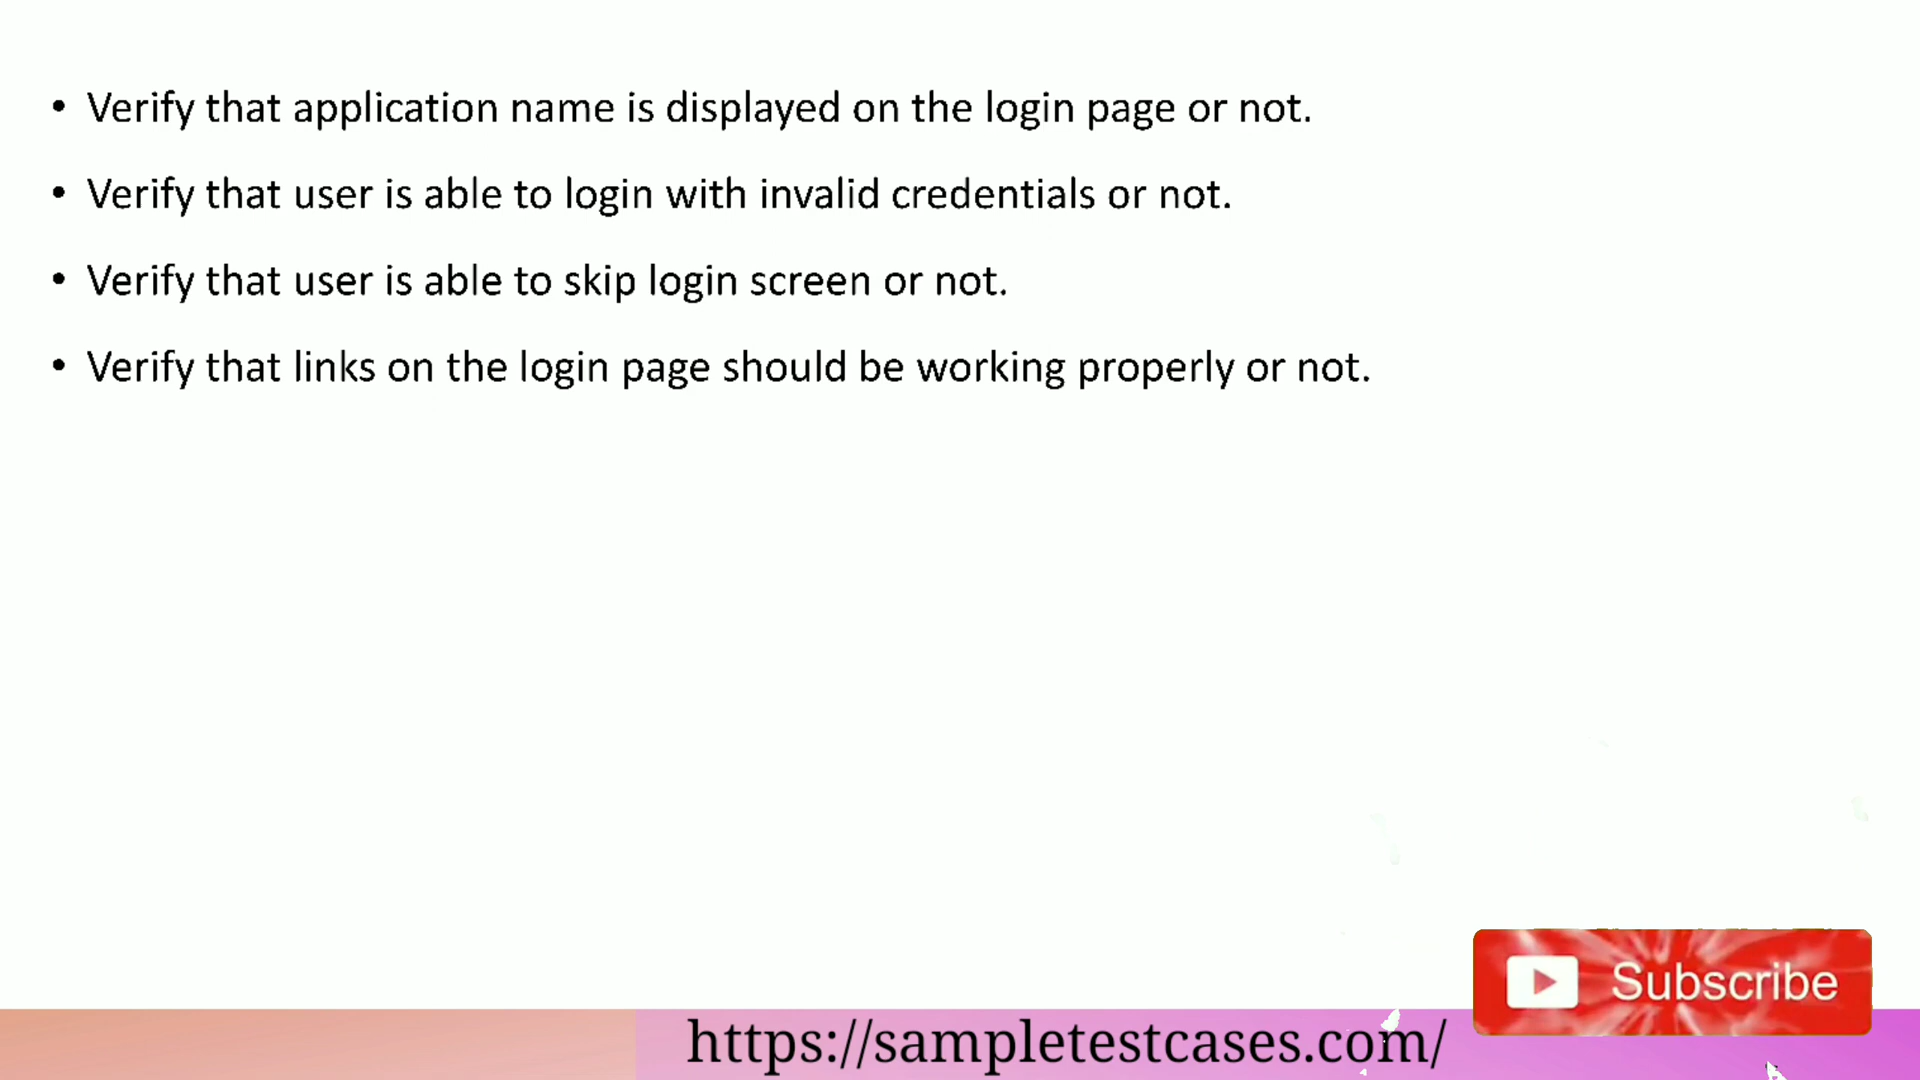 • Verify that application name is displayed on the login page or not.
• Verify that user is able to login with invalid credentials or not.
• Verify that user is able to skip login screen or not.
• Verify that links on the login page should be working properly or not.
Subscribe
https://sampletestcases.com/